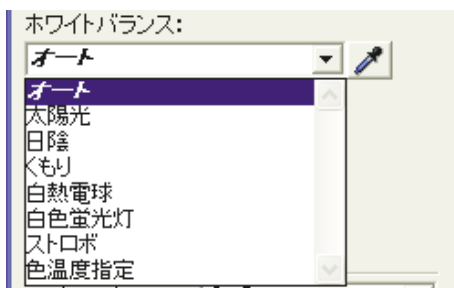 ホワイトバランス:
オート
オート
太陽光
日陰
くもり
白熱電球
白色蛍光灯
ストロボ
色温度指定